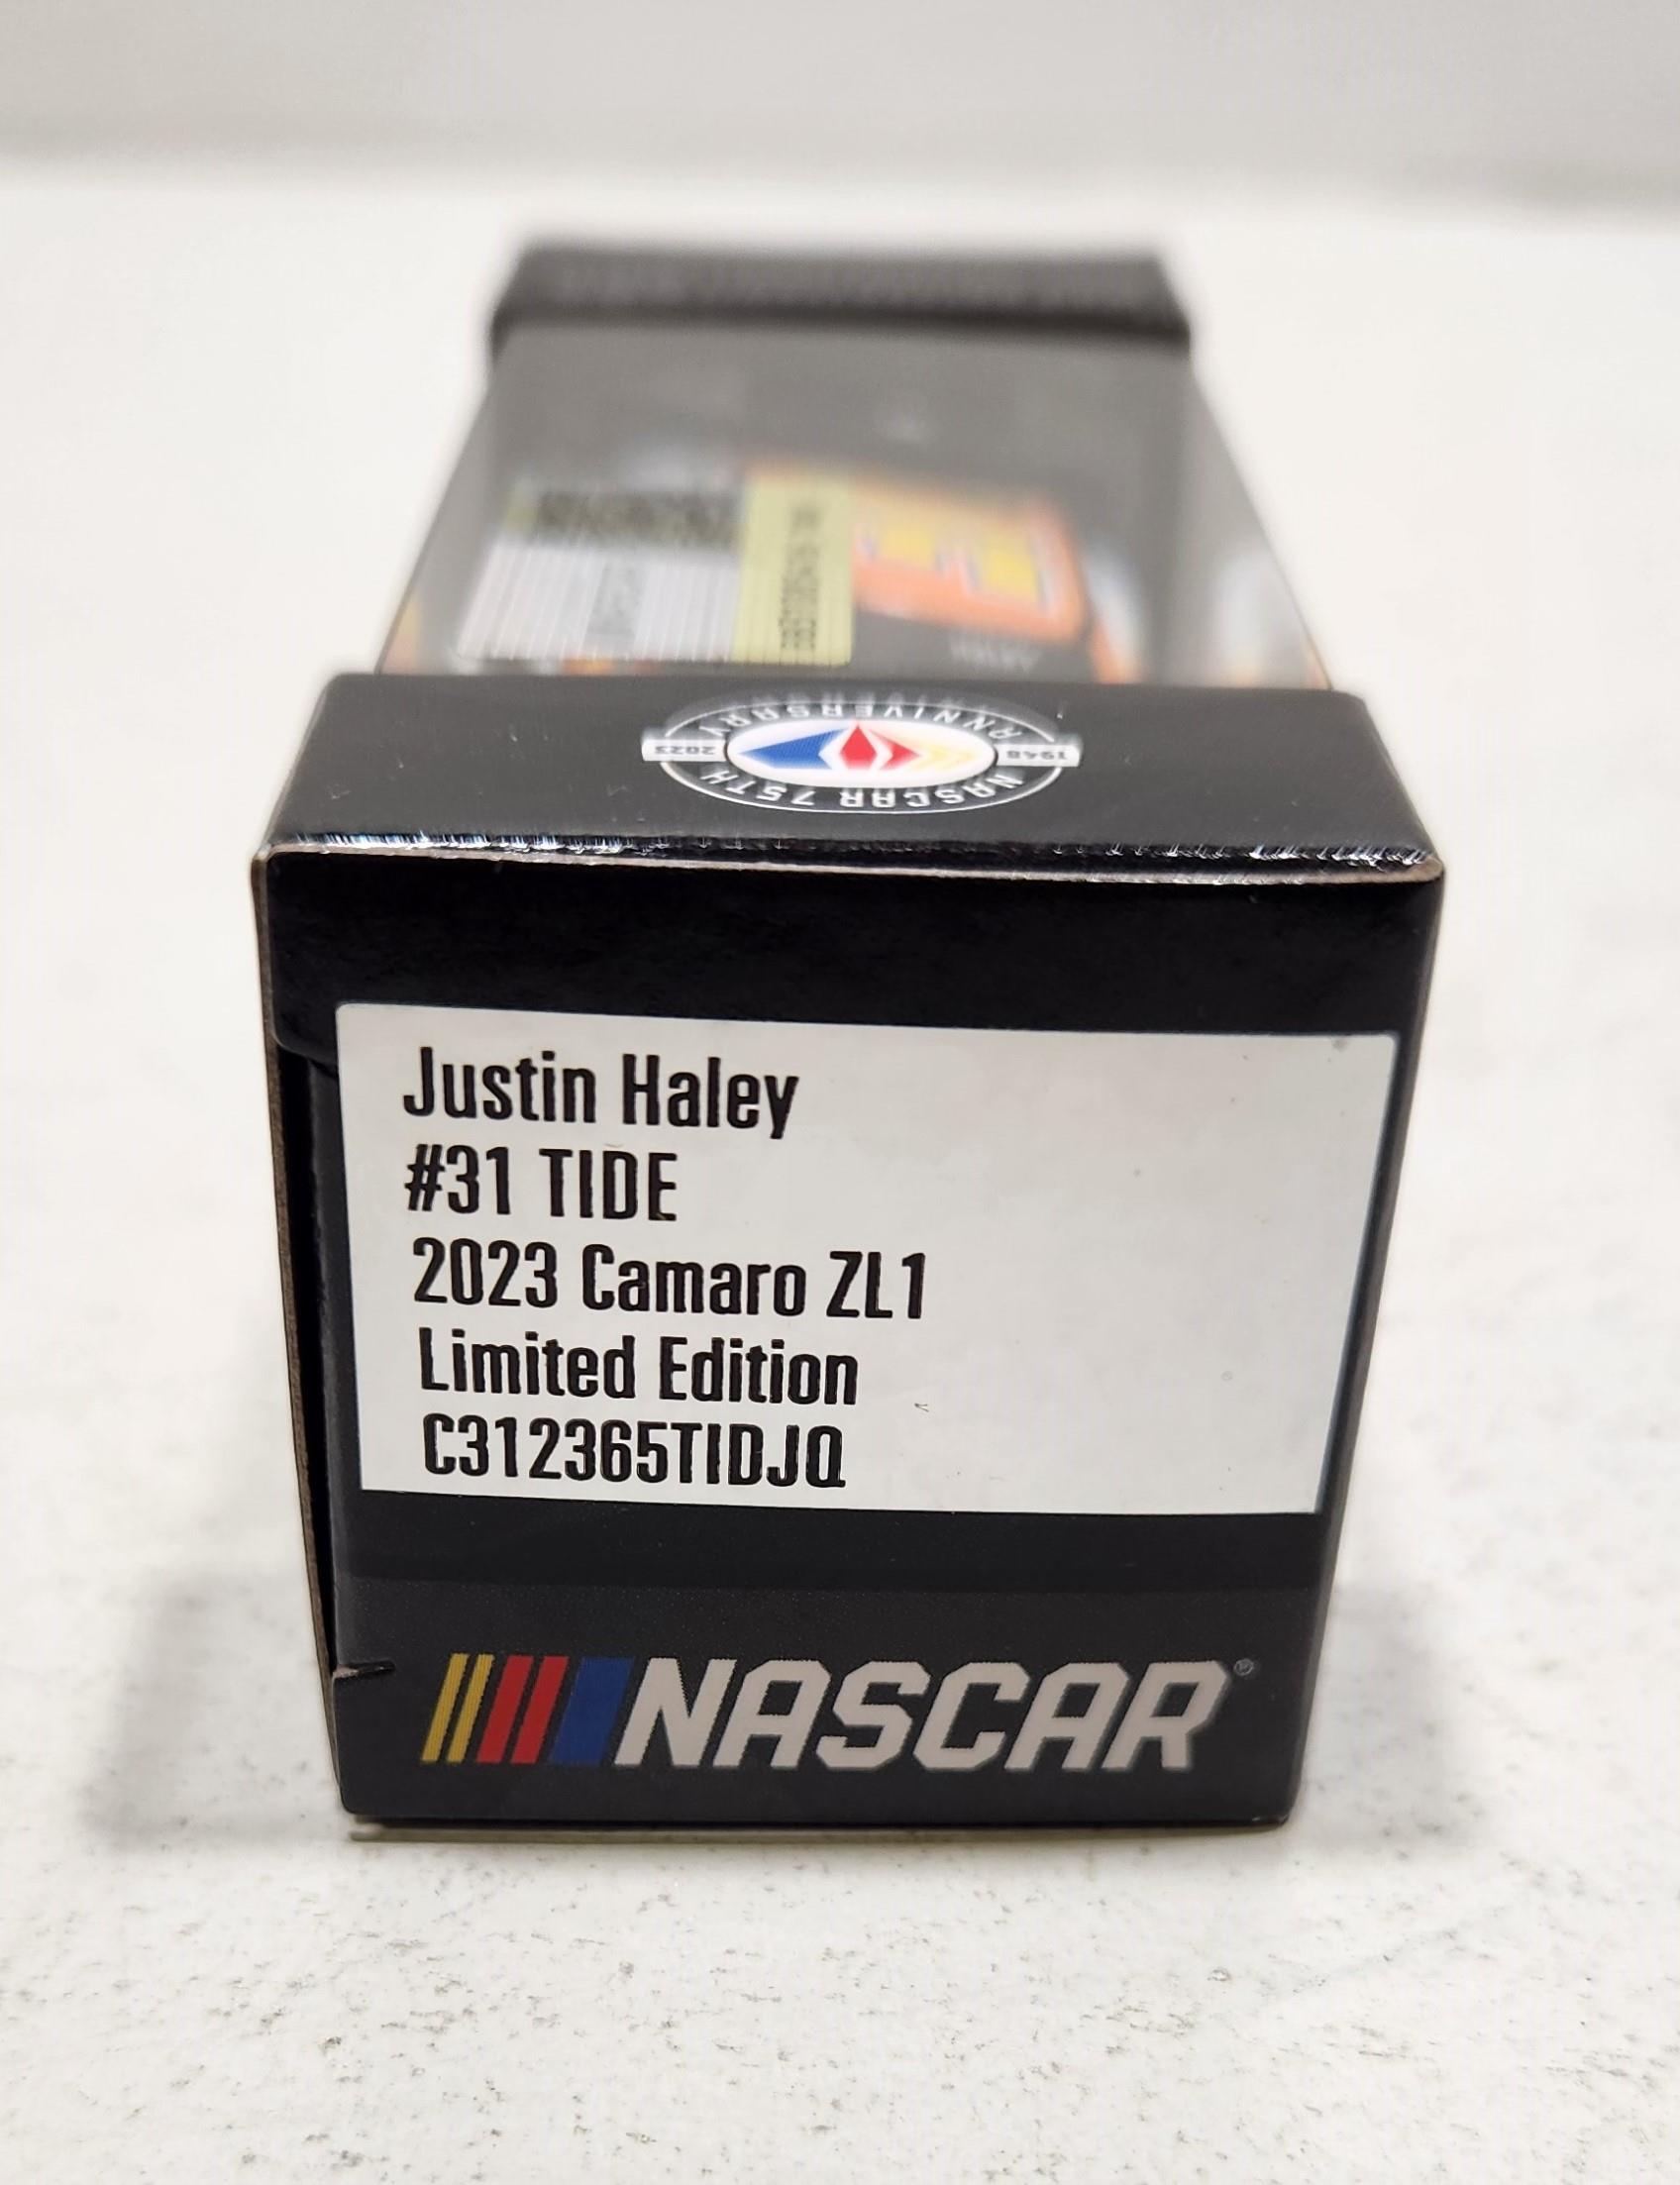 NASCAR 75TH
1948 2023
ANNIVERSARY
Justin Haley
#31 TIDE
2023 Camaro ZL1
Limited Edition
C312365TIDJQ
NASCAR®